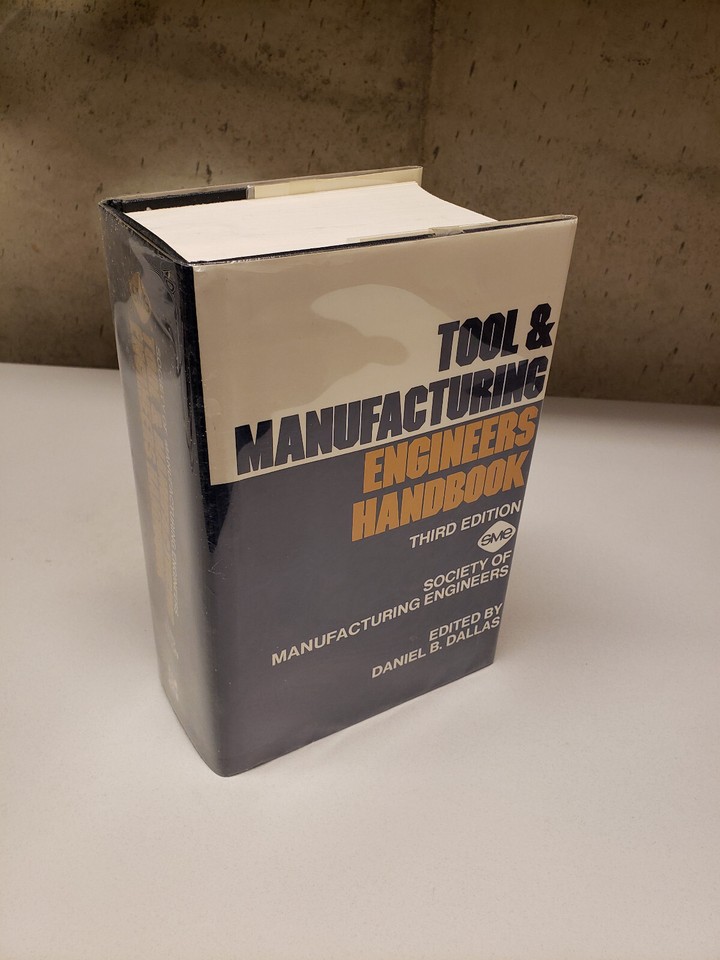 TOOL &
MANUFACTURING
ENGINEERS
HANDBOOK
THIRD EDITION
SME
SOCIETY OF
MANUFACTURING ENGINEERS
EDITED BY
DANIEL B. DALLAS